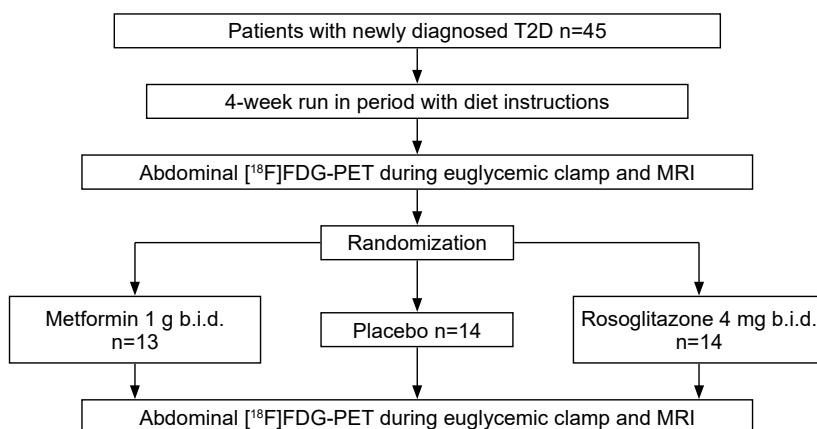 Patients with newly diagnosed T2D n=45
4-week run in period with diet instructions
Abdominal [¹⁸F]FDG-PET during euglycemic clamp and MRI
Randomization
Metformin 1 g b.i.d.
n=13
Placebo n=14
Rosoglitazone 4 mg b.i.d.
n=14
Abdominal [¹⁸F]FDG-PET during euglycemic clamp and MRI